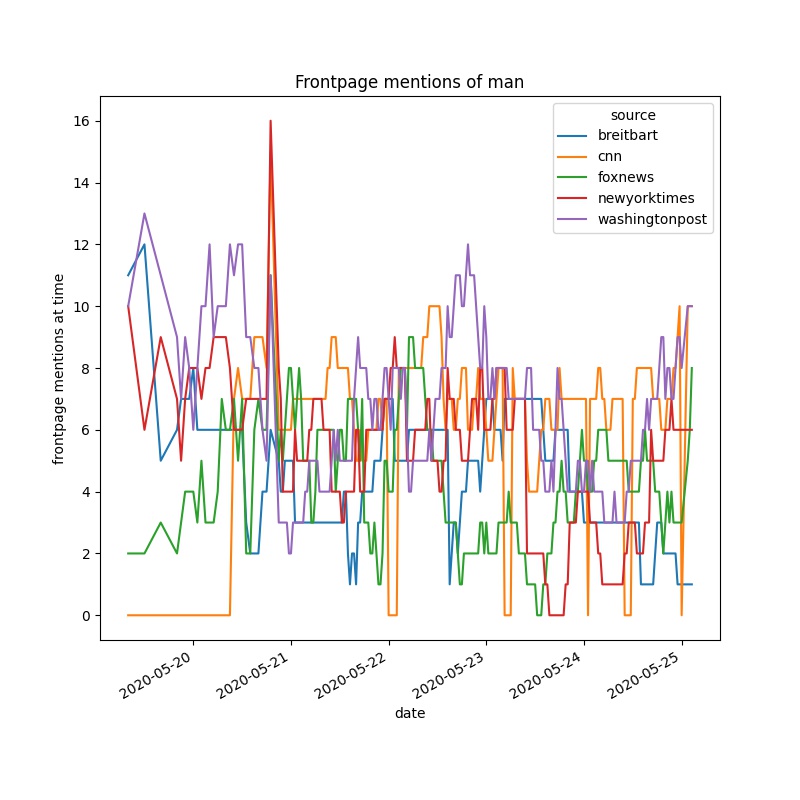 Frontpage mentions of man
source
breitbart
cnn
foxnews
newyorktimes
washingtonpost
frontpage mentions at time
16
14
12
10
8
6
4
2
0
2020-05-20
2020-05-21
2020-05-22
2020-05-23
2020-05-24
2020-05-25
date